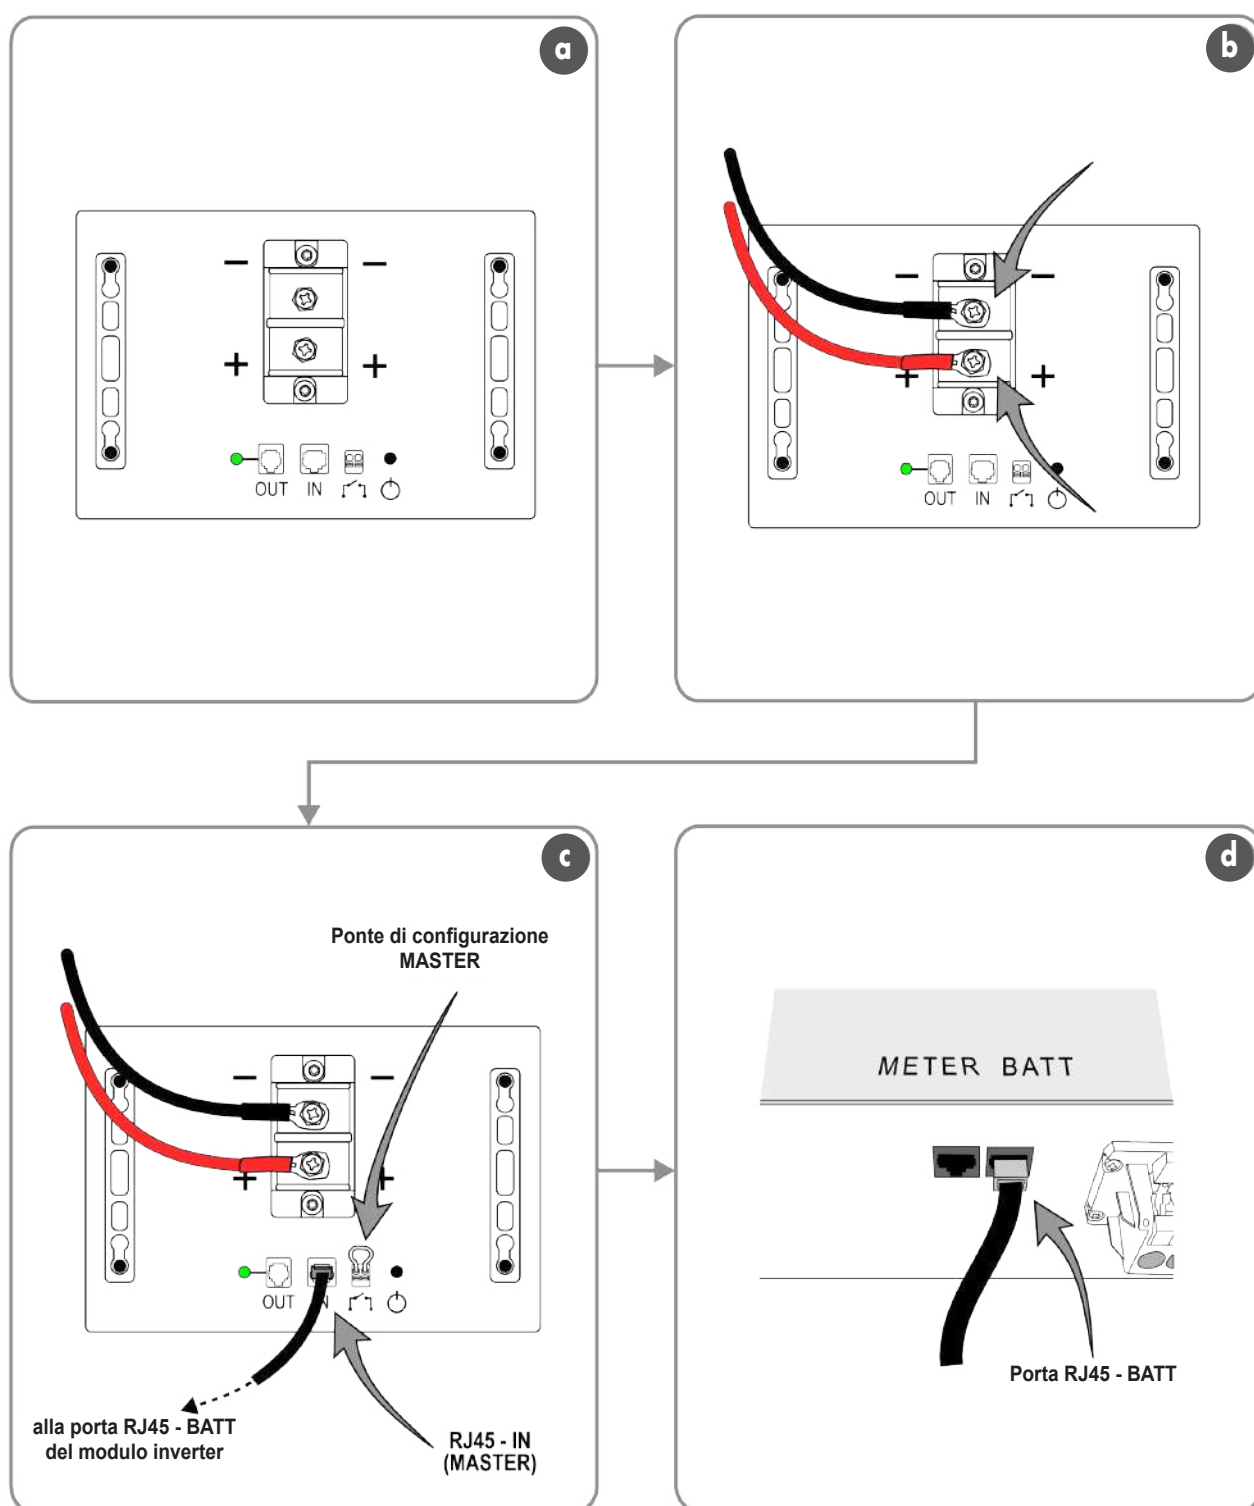 a
− −
+ +
OUT IN
b
− −
+ +
OUT IN
c
Ponte di configurazione
MASTER
− −
+ +
OUT N
alla porta RJ45 - BATT
del modulo inverter
RJ45 - IN
(MASTER)
d
METER BATT
Porta RJ45 - BATT